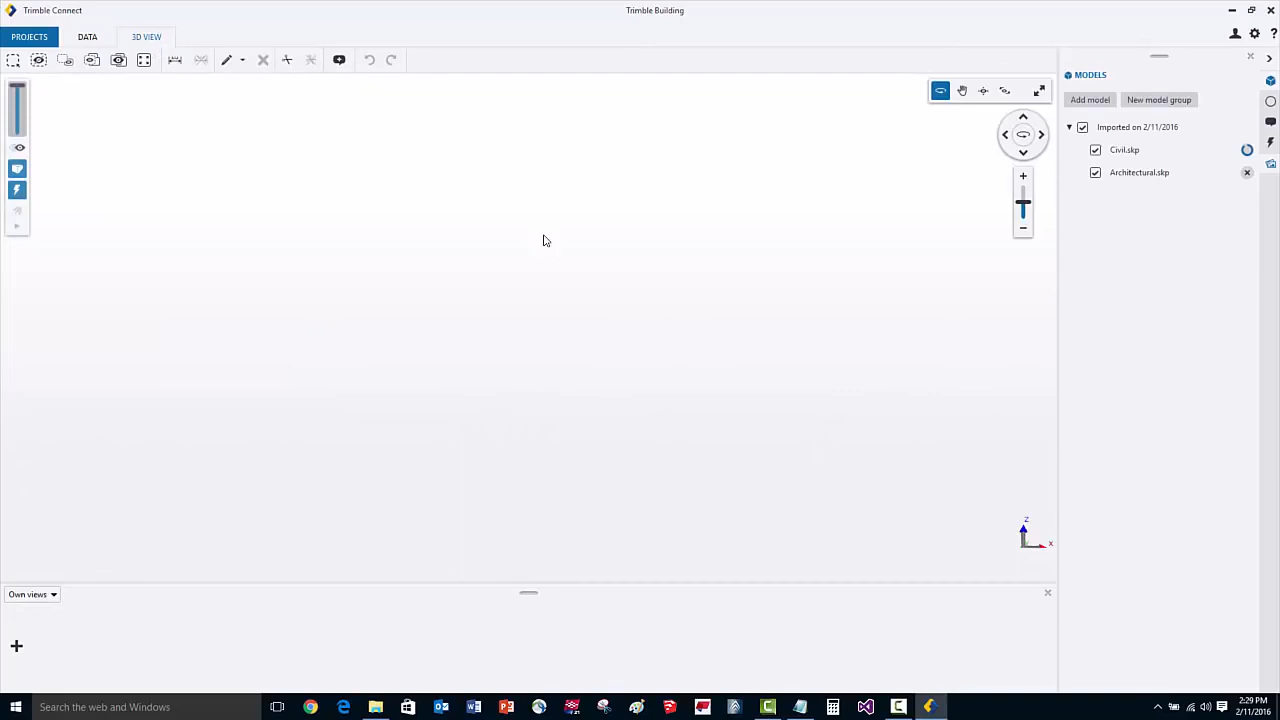 Trimble Connect
Trimble Building
PROJECTS
DATA
3D VIEW
?
MODELS
Add model
New model group
Imported on 2/11/2016
Civil.skp
Architectural.skp
Z
X
Own views
Search the web and Windows
2:29 PM
2/11/2016